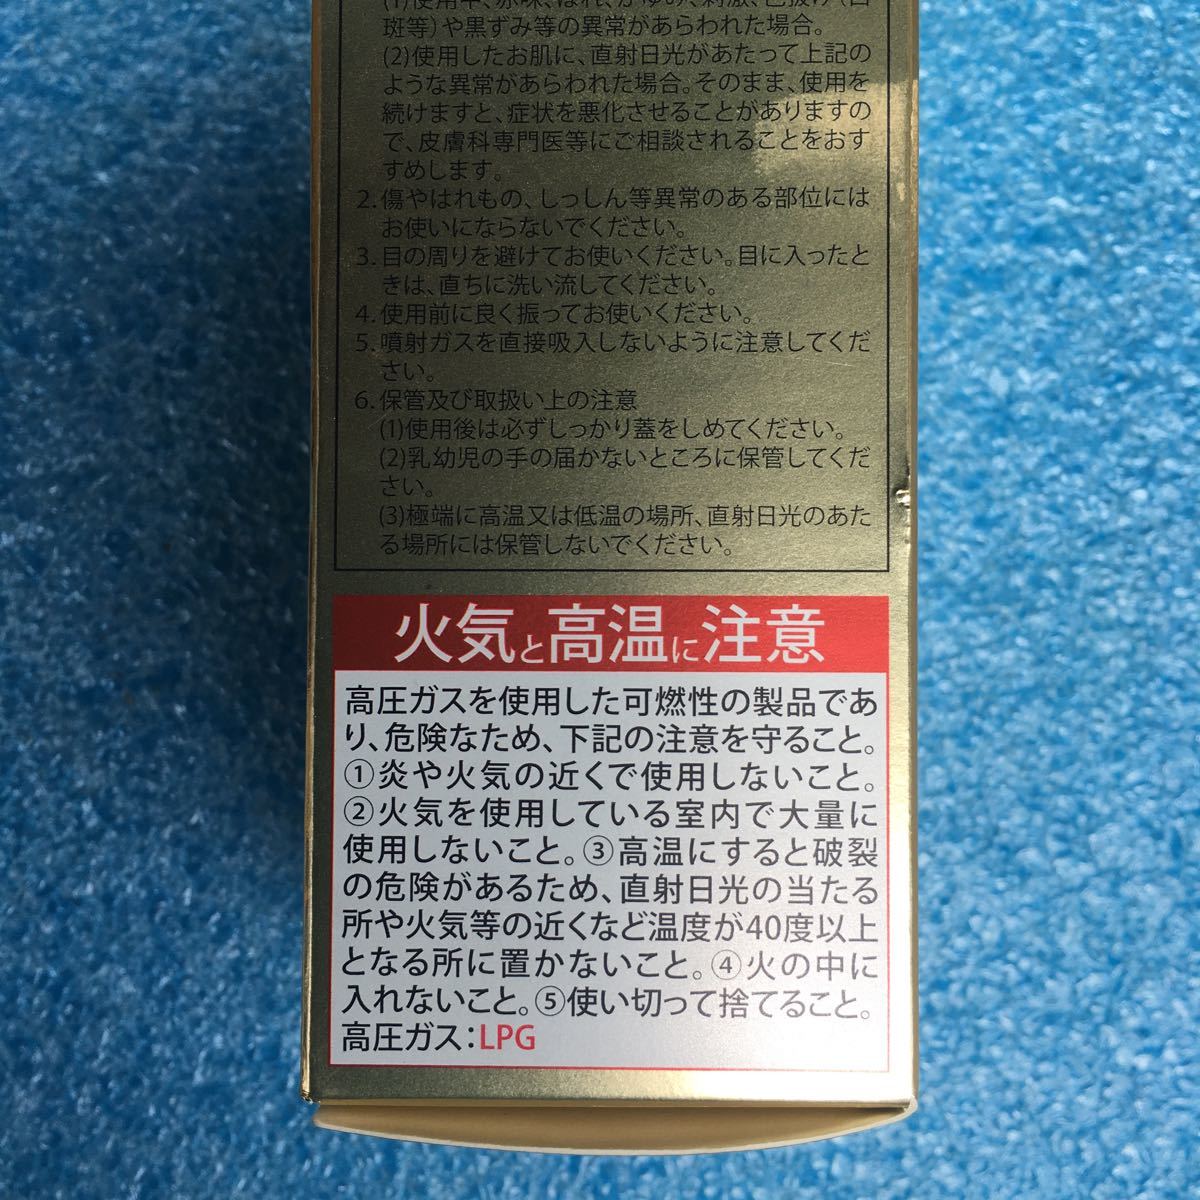 (1)使用中、赤味、はれ、かゆみ、刺激、色抜け(白
斑等)や黒ずみ等の異常があらわれた場合。
(2)使用したお肌に、直射日光があたって上記の
ような異常があらわれた場合。そのまま、使用を
続けますと、症状を悪化させることがありますの
で、皮膚科専門医等にご相談されることをおす
すめします。
2.傷やはれもの、しっしん等異常のある部位には
お使いにならないでください。
3.目の周りを避けてお使いください。目に入ったと
きは、直ちに洗い流してください。
4.使用前に良く振ってお使いください。
5.噴射ガスを直接吸入しないように注意してくだ
さい。
6.保管及び取扱い上の注意
(1)使用後は必ずしっかり蓋をしめてください。
(2)乳幼児の手の届かないところに保管してくだ
さい。
(3)極端に高温又は低温の場所、直射日光のあた
る場所には保管しないでください。
火気と高温に注意
高圧ガスを使用した可燃性の製品であ
り、危険なため、下記の注意を守ること。
①炎や火気の近くで使用しないこと。
②火気を使用している室内で大量に
使用しないこと。③高温にすると破裂
の危険があるため、直射日光の当たる
所や火気等の近くなど温度が40度以上
となる所に置かないこと。④火の中に
入れないこと。⑤使い切って捨てること。
高圧ガス：LPG